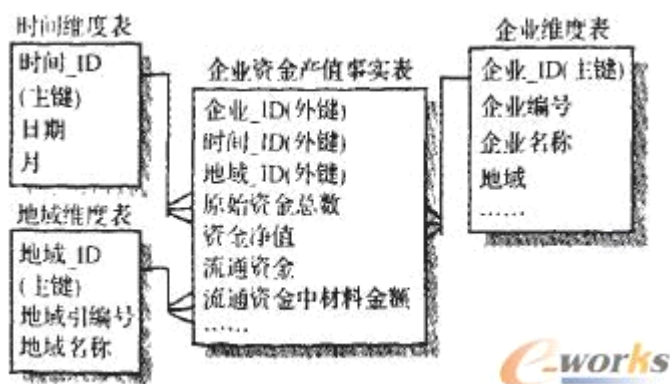 时间维度表
时间_ID
(主键)
日期
月
地域维度表
地域_ID
(主键)
地域引编号
地域名称
企业资金产值事实表
企业_ID(外键)
时间_ID(外键)
地域_ID(外键)
原始资金总数
资金净值
流通资金
流通资金中材料金额
……
企业维度表
企业_ID(主键)
企业编号
企业名称
地域
……
e-works